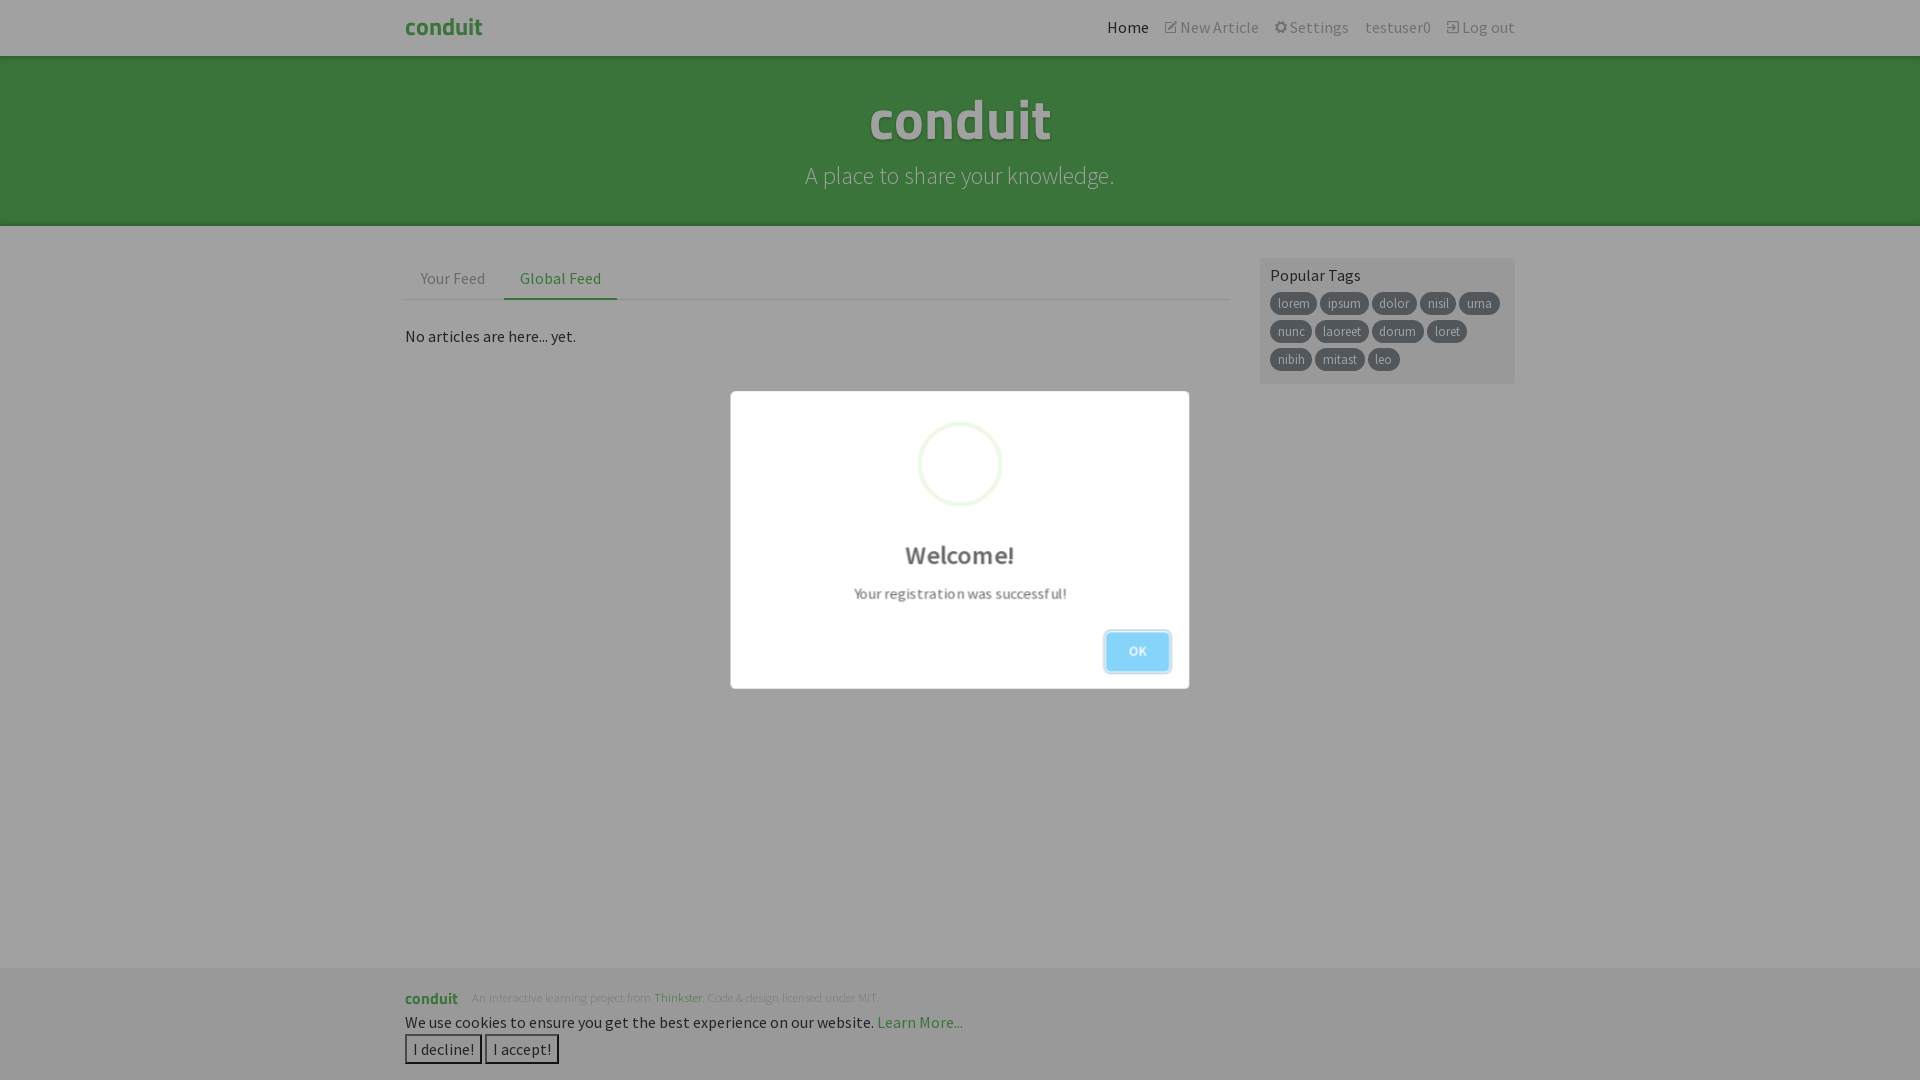 conduit
Home New Article Settings testuser0 Log out
conduit
A place to share your knowledge.
Your Feed Global Feed
No articles are here... yet.
Popular Tags
lorem ipsum dolor nisil urna
nunc laoreet dorum loret
nibih mitast leo
Welcome!
Your registration was successful!
OK
conduit An interactive learning project from Thinkster. Code & design licensed under MIT.
We use cookies to ensure you get the best experience on our website. Learn More...
I decline! I accept!